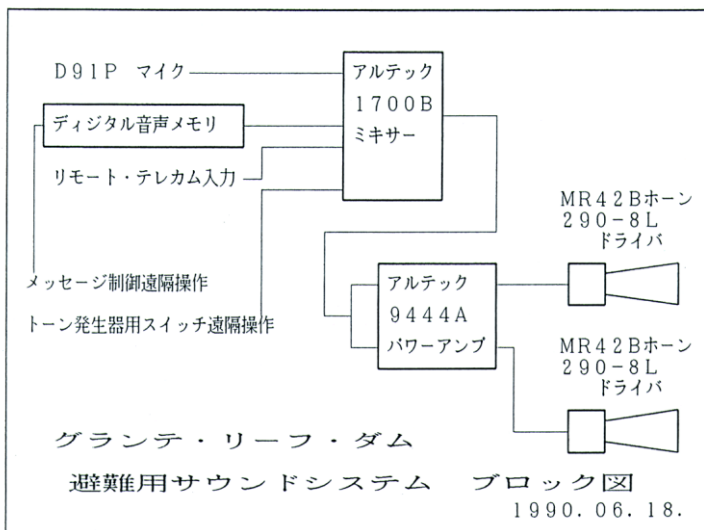 D91P マイク
ディジタル音声メモリ
リモート・テレカム入力
メッセージ制御遠隔操作
トーン発生器用スイッチ遠隔操作
アルテック
1700B
ミキサー
アルテック
9444A
パワーアンプ
MR42Bホーン
290-8L
ドライバ
MR42Bホーン
290-8L
ドライバ
グランテ・リーフ・ダム
避難用サウンドシステム ブロック図
1990.06.18.